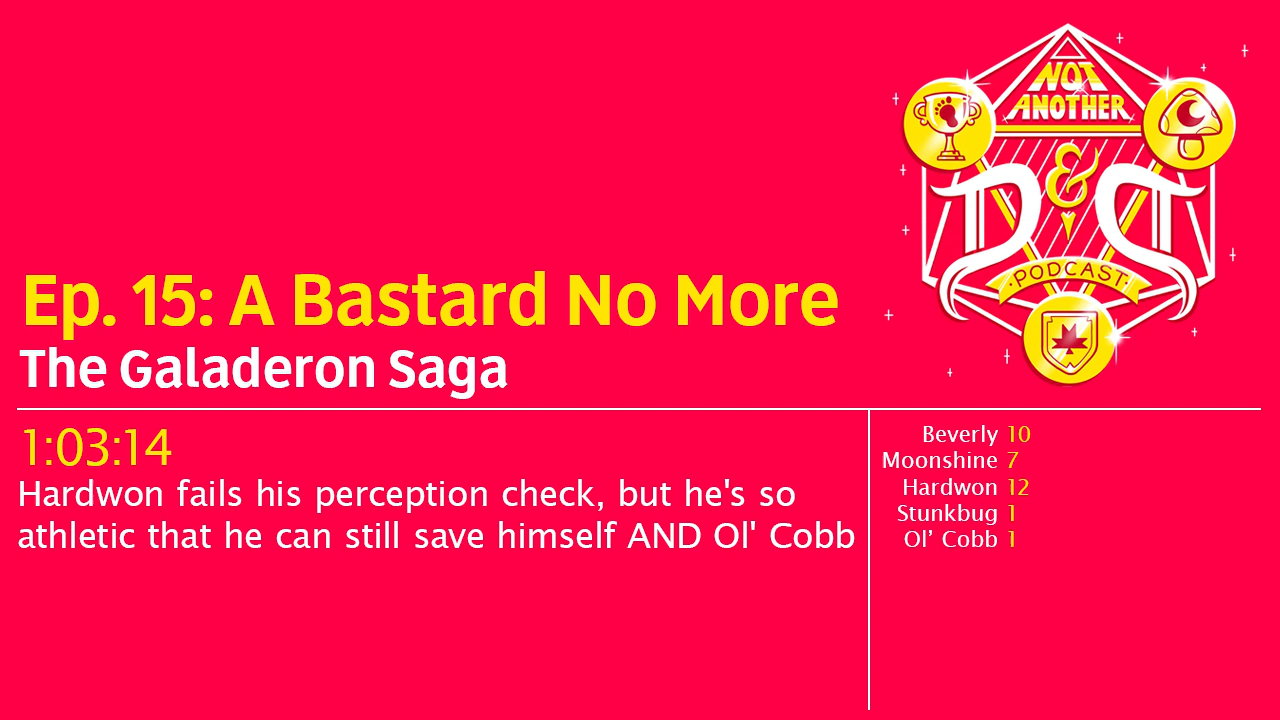 NOT
ANOTHER
D&D
PODCAST
Ep. 15: A Bastard No More
The Galaderon Saga
1:03:14
Hardwon fails his perception check, but he's so
athletic that he can still save himself AND Ol' Cobb
Beverly 10
Moonshine 7
Hardwon 12
Stunkbug 1
Ol’ Cobb 1